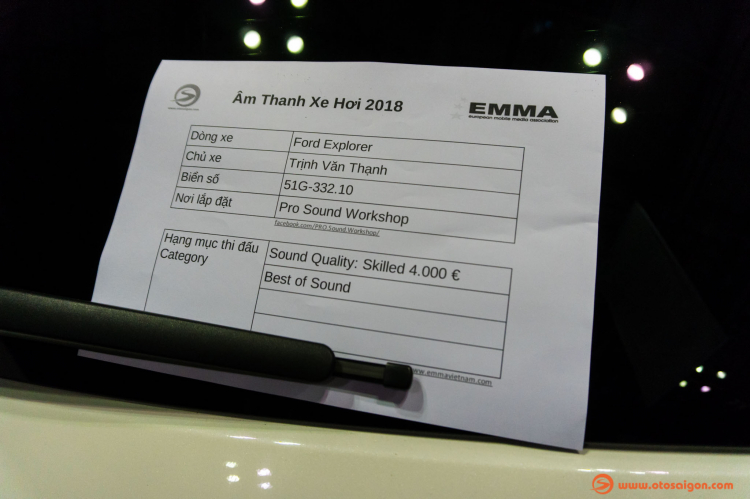 Âm Thanh Xe Hơi 2018
EMMA
european mobile media association
Dòng xe Ford Explorer
Chủ xe Trịnh Văn Thạnh
Biển số 51G-332.10
Nơi lắp đặt Pro Sound Workshop
facebook.com/PRO.Sound.Workshop/
Hạng mục thi đấu Sound Quality: Skilled 4.000 €
Category Best of Sound
www.emmavietnam.com
www.otosaigon.com